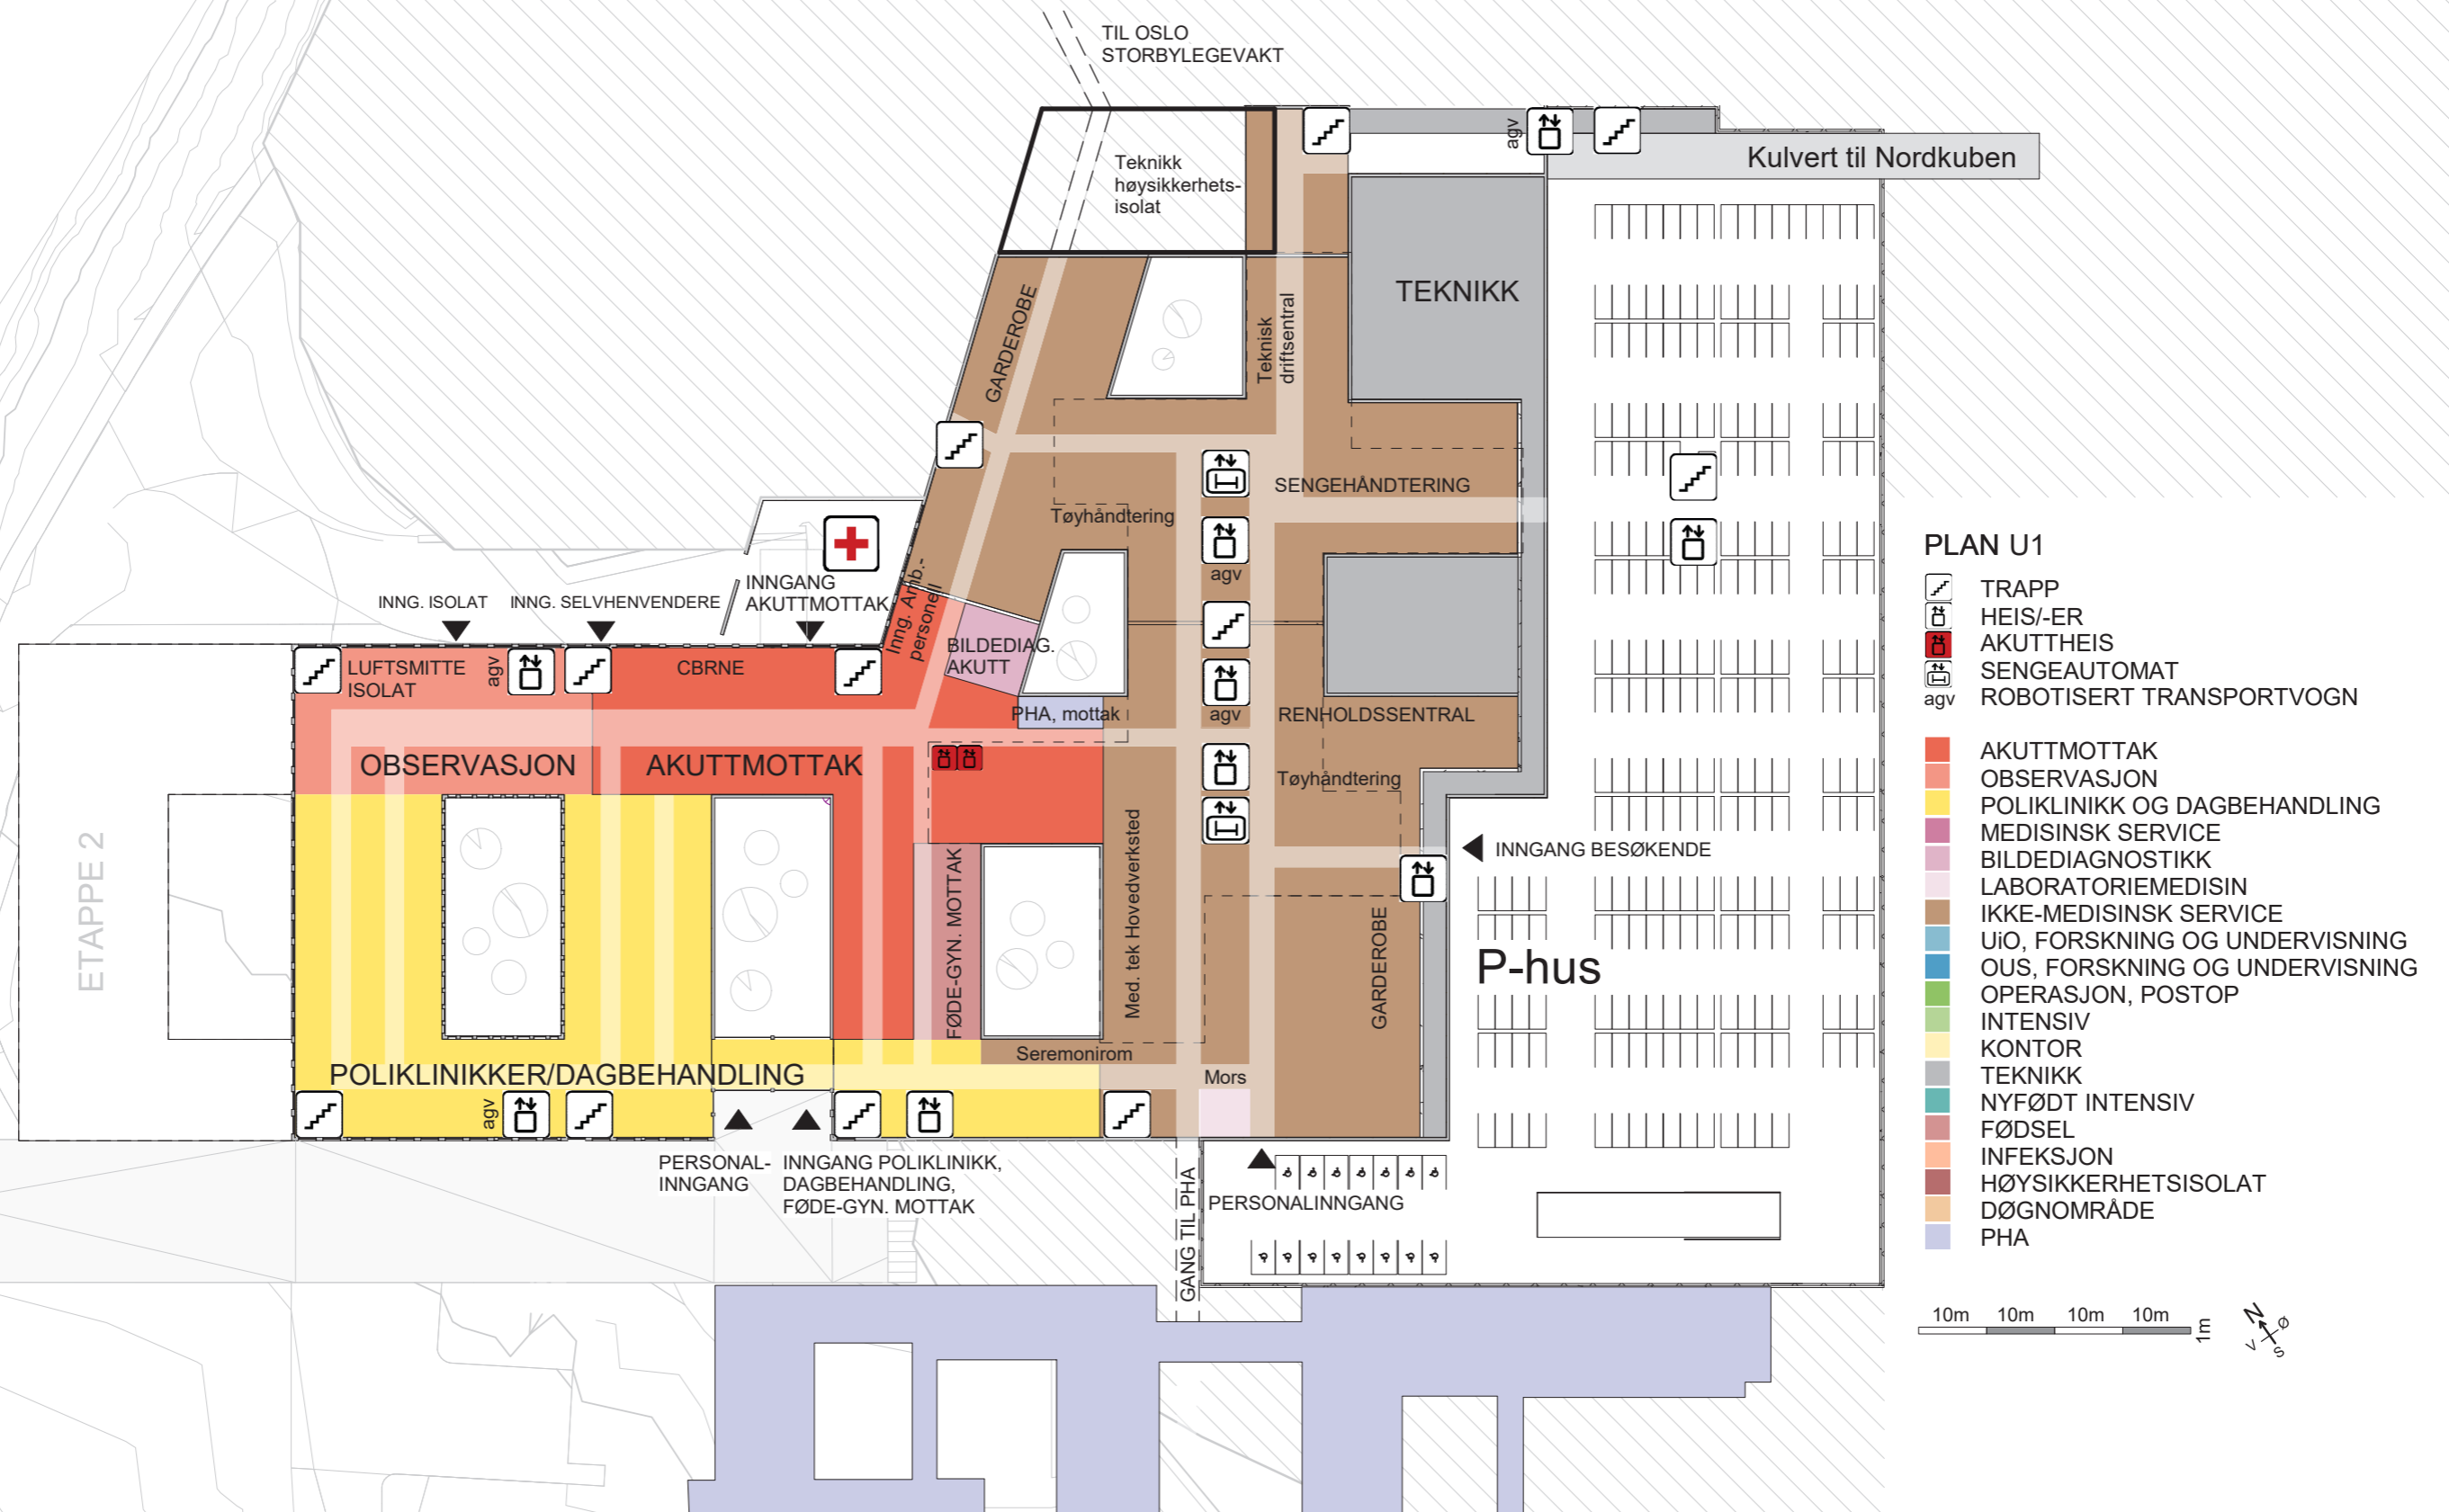 TIL OSLO
STORBYLEGEVAKT
agv
Kulvert til Nordkuben
Teknikk
høysikkerhets-
isolat
TEKNIKK
GARDEROBE
Teknisk
driftsentral
SENGEHÅNDTERING
Tøyhåndtering
agv
INNGANG
AKUTTMOTTAK
INNG. ISOLAT
INNG. SELVHENVENDERE
Inng. Amb.-
personell
BILDEDIAG.
AKUTT
LUFTSMITTE
ISOLAT
agv
CBRNE
PHA, mottak
agv
RENHOLDSSENTRAL
OBSERVASJON
AKUTTMOTTAK
Tøyhåndtering
ETAPPE 2
FØDE-GYN. MOTTAK
Med. tek Hovedverksted
INNGANG BESØKENDE
GARDEROBE
P-hus
Seremonirom
POLIKLINIKKER/DAGBEHANDLING
Mors
agv
PERSONAL-
INNGANG
INNGANG POLIKLINIKK,
DAGBEHANDLING,
FØDE-GYN. MOTTAK
GANG TIL PHA
PERSONALINNGANG
PLAN U1
TRAPP
HEIS/-ER
AKUTTHEIS
SENGEAUTOMAT
agv ROBOTISERT TRANSPORTVOGN
AKUTTMOTTAK
OBSERVASJON
POLIKLINIKK OG DAGBEHANDLING
MEDISINSK SERVICE
BILDEDIAGNOSTIKK
LABORATORIEMEDISIN
IKKE-MEDISINSK SERVICE
UiO, FORSKNING OG UNDERVISNING
OUS, FORSKNING OG UNDERVISNING
OPERASJON, POSTOP
INTENSIV
KONTOR
TEKNIKK
NYFØDT INTENSIV
FØDSEL
INFEKSJON
HØYSIKKERHETSISOLAT
DØGNOMRÅDE
PHA
10m 10m 10m 10m
1m
N
Ø
V
S